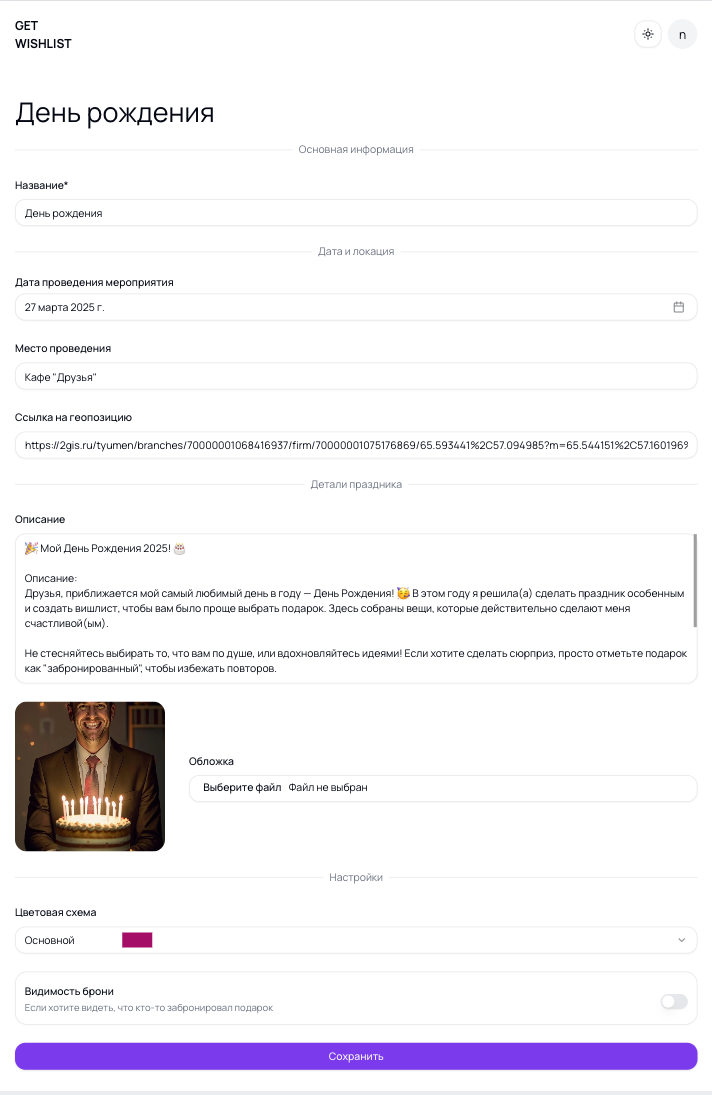 GET
WISHLIST
n
День рождения
Основная информация
Название*
День рождения
Дата и локация
Дата проведения мероприятия
27 марта 2025 г.
Место проведения
Кафе "Друзья"
Ссылка на геопозицию
https://2gis.ru/tyumen/branches/70000001068416937/firm/70000001075176869/65.593441%2C57.094985?m=65.544151%2C57.160196%
Детали праздника
Описание
🎉 Мой День Рождения 2025! 🎂
Описание:
Друзья, приближается мой самый любимый день в году — День Рождения! 🥳 В этом году я решила(а) сделать праздник особенным
и создать вишлист, чтобы вам было проще выбрать подарок. Здесь собраны вещи, которые действительно сделают меня
счастливой(ым).
Не стесняйтесь выбирать то, что вам по душе, или вдохновляйтесь идеями! Если хотите сделать сюрприз, просто отметьте подарок
как "забронированный", чтобы избежать повторов.
Обложка
Выберите файл Файл не выбран
Настройки
Цветовая схема
Основной
Видимость брони
Если хотите видеть, что кто-то забронировал подарок
Сохранить